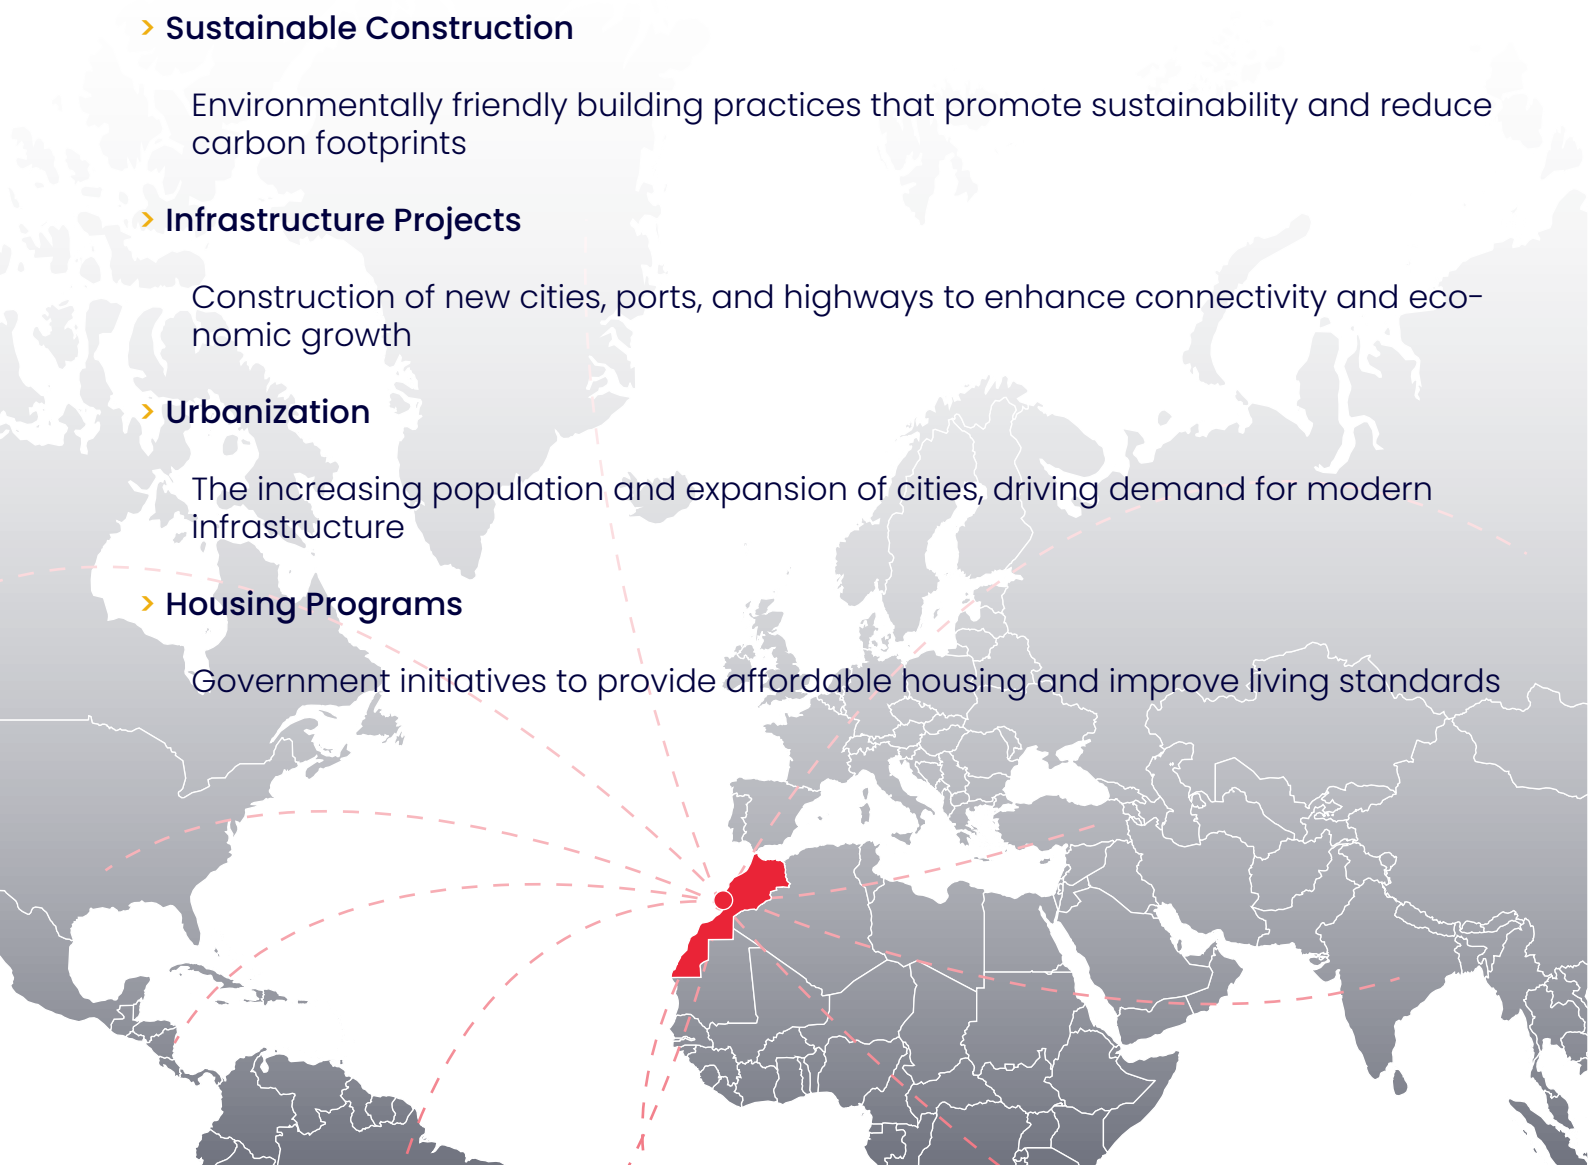 > Sustainable Construction
Environmentally friendly building practices that promote sustainability and reduce
carbon footprints
> Infrastructure Projects
Construction of new cities, ports, and highways to enhance connectivity and eco-
nomic growth
> Urbanization
The increasing population and expansion of cities, driving demand for modern
infrastructure
> Housing Programs
Government initiatives to provide affordable housing and improve living standards